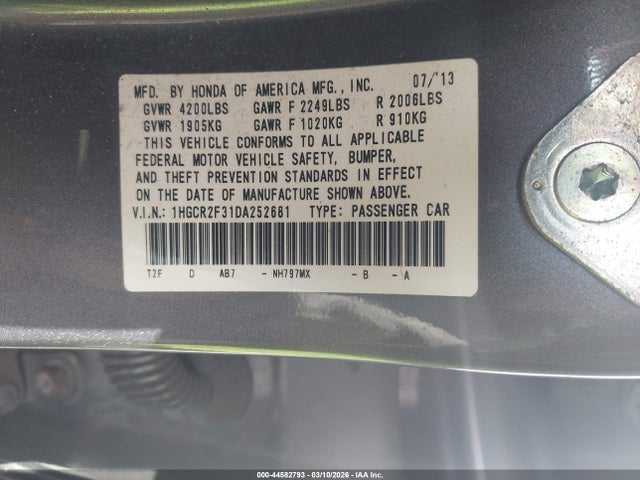 MFD. BY HONDA OF AMERICA MFG., INC. 07/'13
GVWR 4200LBS GAWR F 2249LBS R 2006LBS
GVWR 1905KG GAWR F 1020KG R 910KG
THIS VEHICLE CONFORMS TO ALL APPLICABLE
FEDERAL MOTOR VEHICLE SAFETY, BUMPER,
AND THEFT PREVENTION STANDARDS IN EFFECT
ON THE DATE OF MANUFACTURE SHOWN ABOVE.
V.I.N.: 1HGCR2F31DA252681 TYPE: PASSENGER CAR
T2F D AB7 - NH797MX - B - A
000-44582793 - 03/10/2026 - IAA Inc.